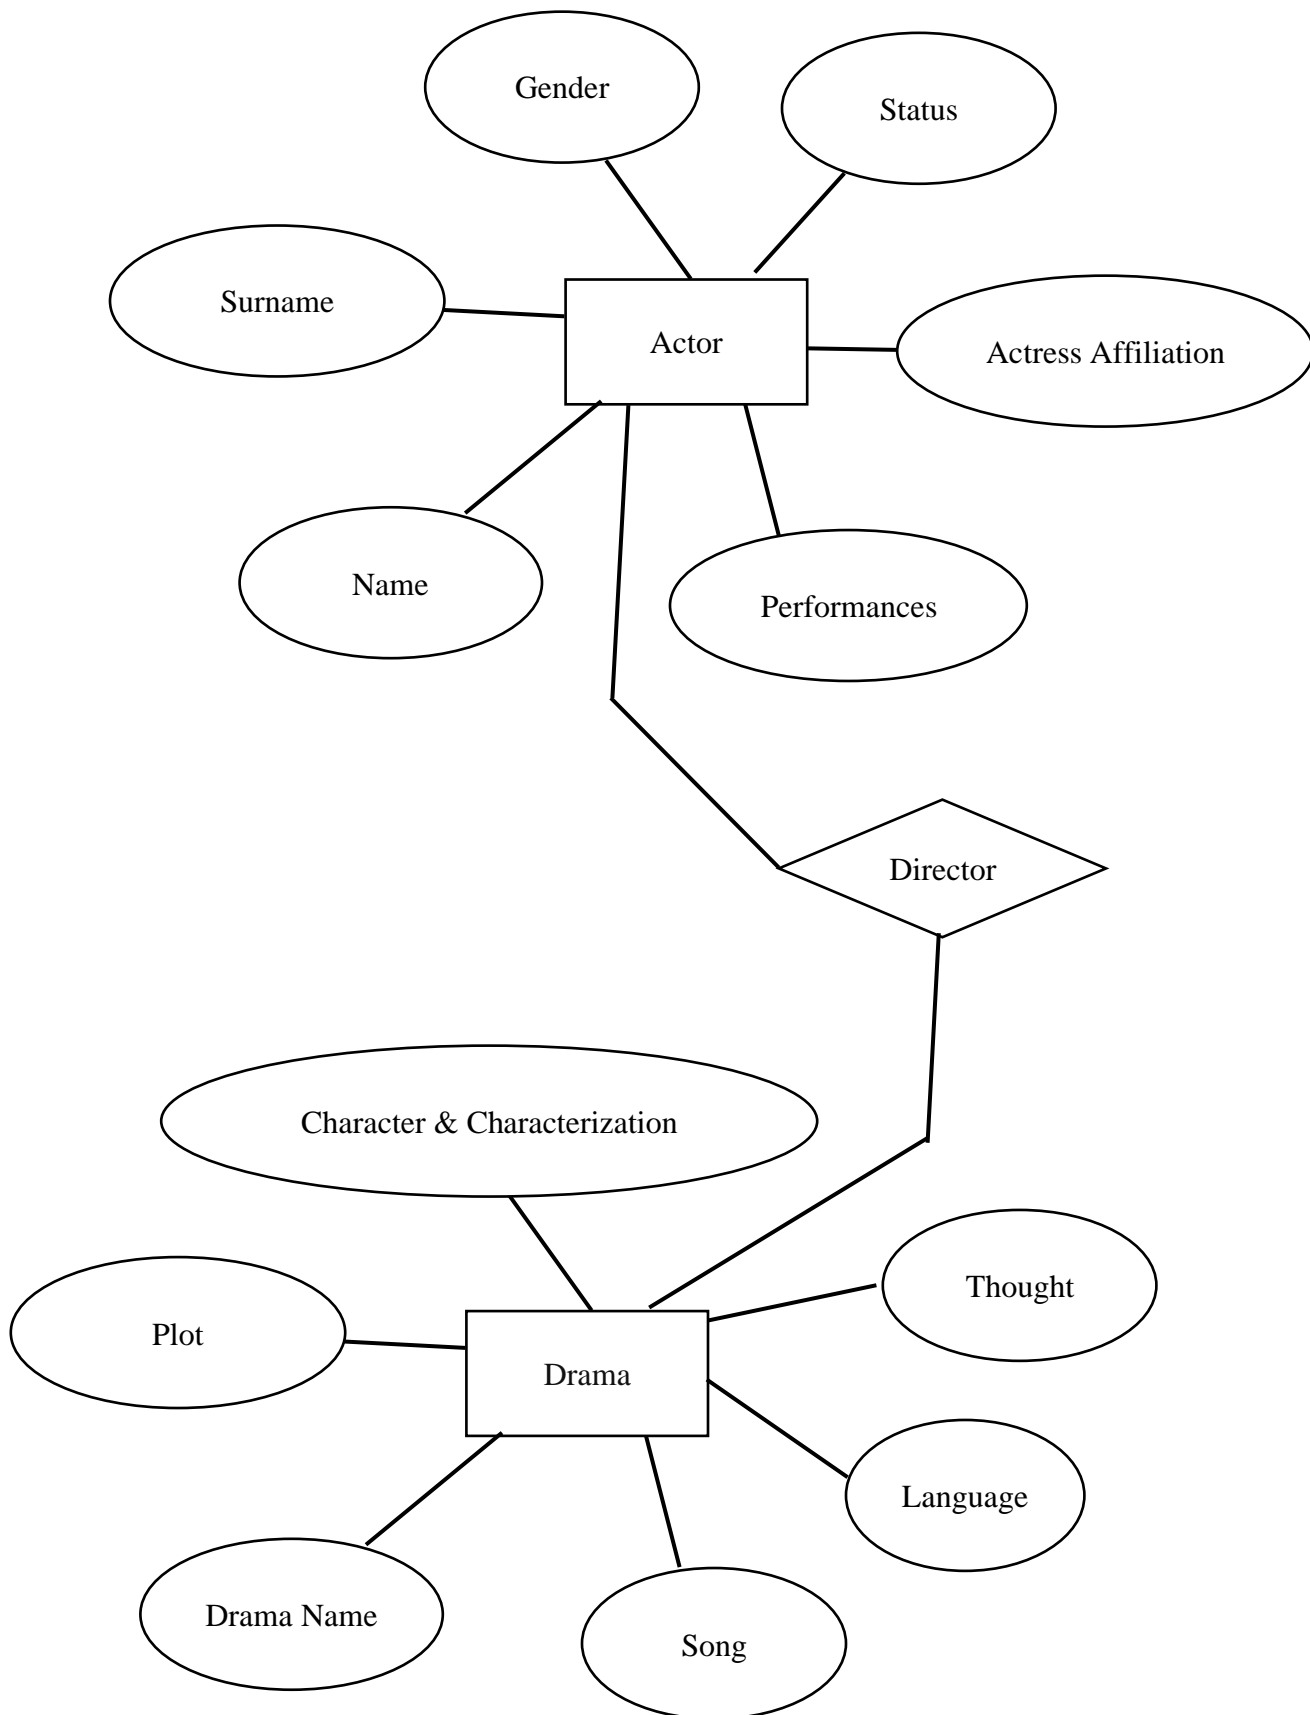 Gender
Status
Surname
Actor
Actress Affiliation
Name
Performances
Director
Character & Characterization
Thought
Plot
Drama
Language
Drama Name
Song